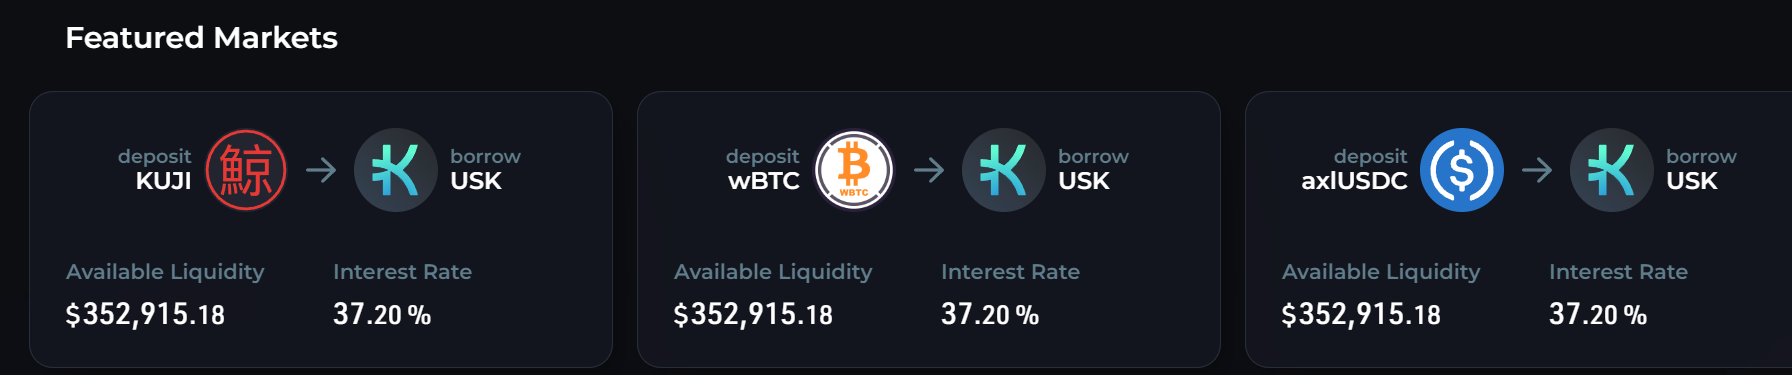 Featured Markets
deposit
KUJI
鯨
borrow
USK
Available Liquidity
$352,915.18
Interest Rate
37.20 %
deposit
wBTC
WBTC
borrow
USK
Available Liquidity
$352,915.18
Interest Rate
37.20 %
deposit
axlUSDC
$
borrow
USK
Available Liquidity
$352,915.18
Interest Rate
37.20 %